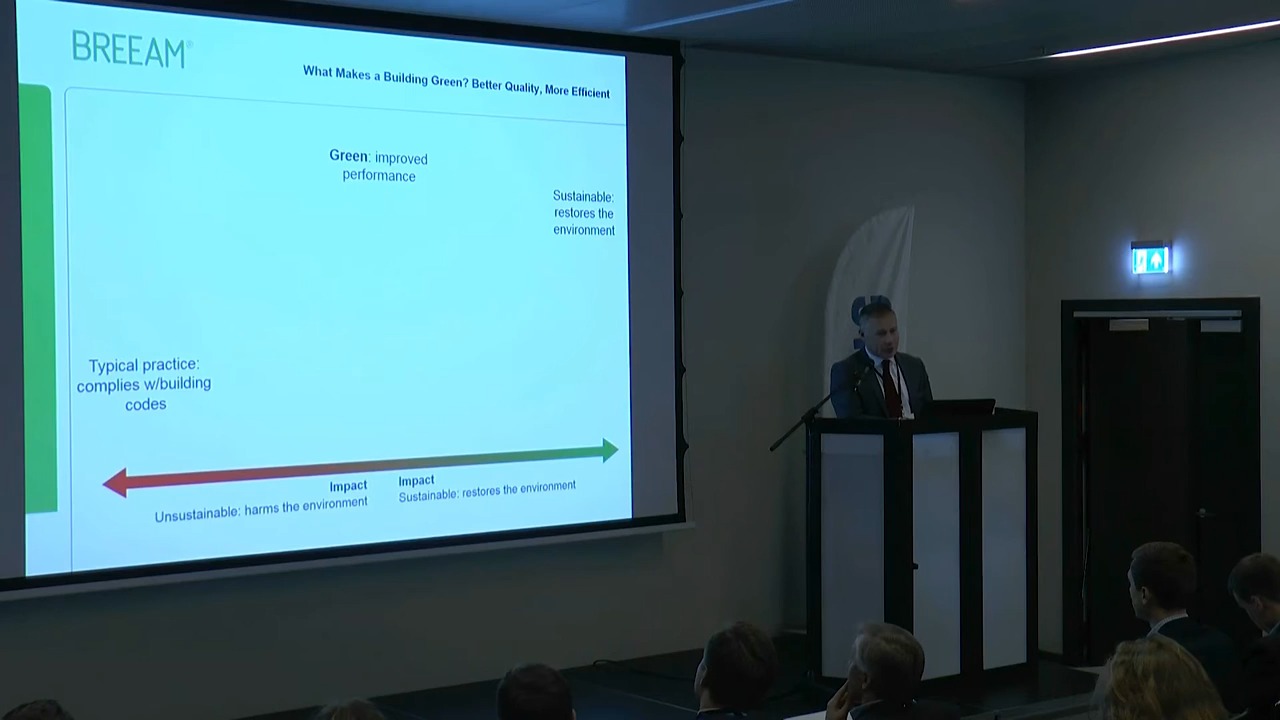 BREEAM®
What Makes a Building Green? Better Quality, More Efficient
Green: improved
performance
Sustainable:
restores the
environment
Typical practice:
complies w/building
codes
Impact
Unsustainable: harms the environment
Impact
Sustainable: restores the environment